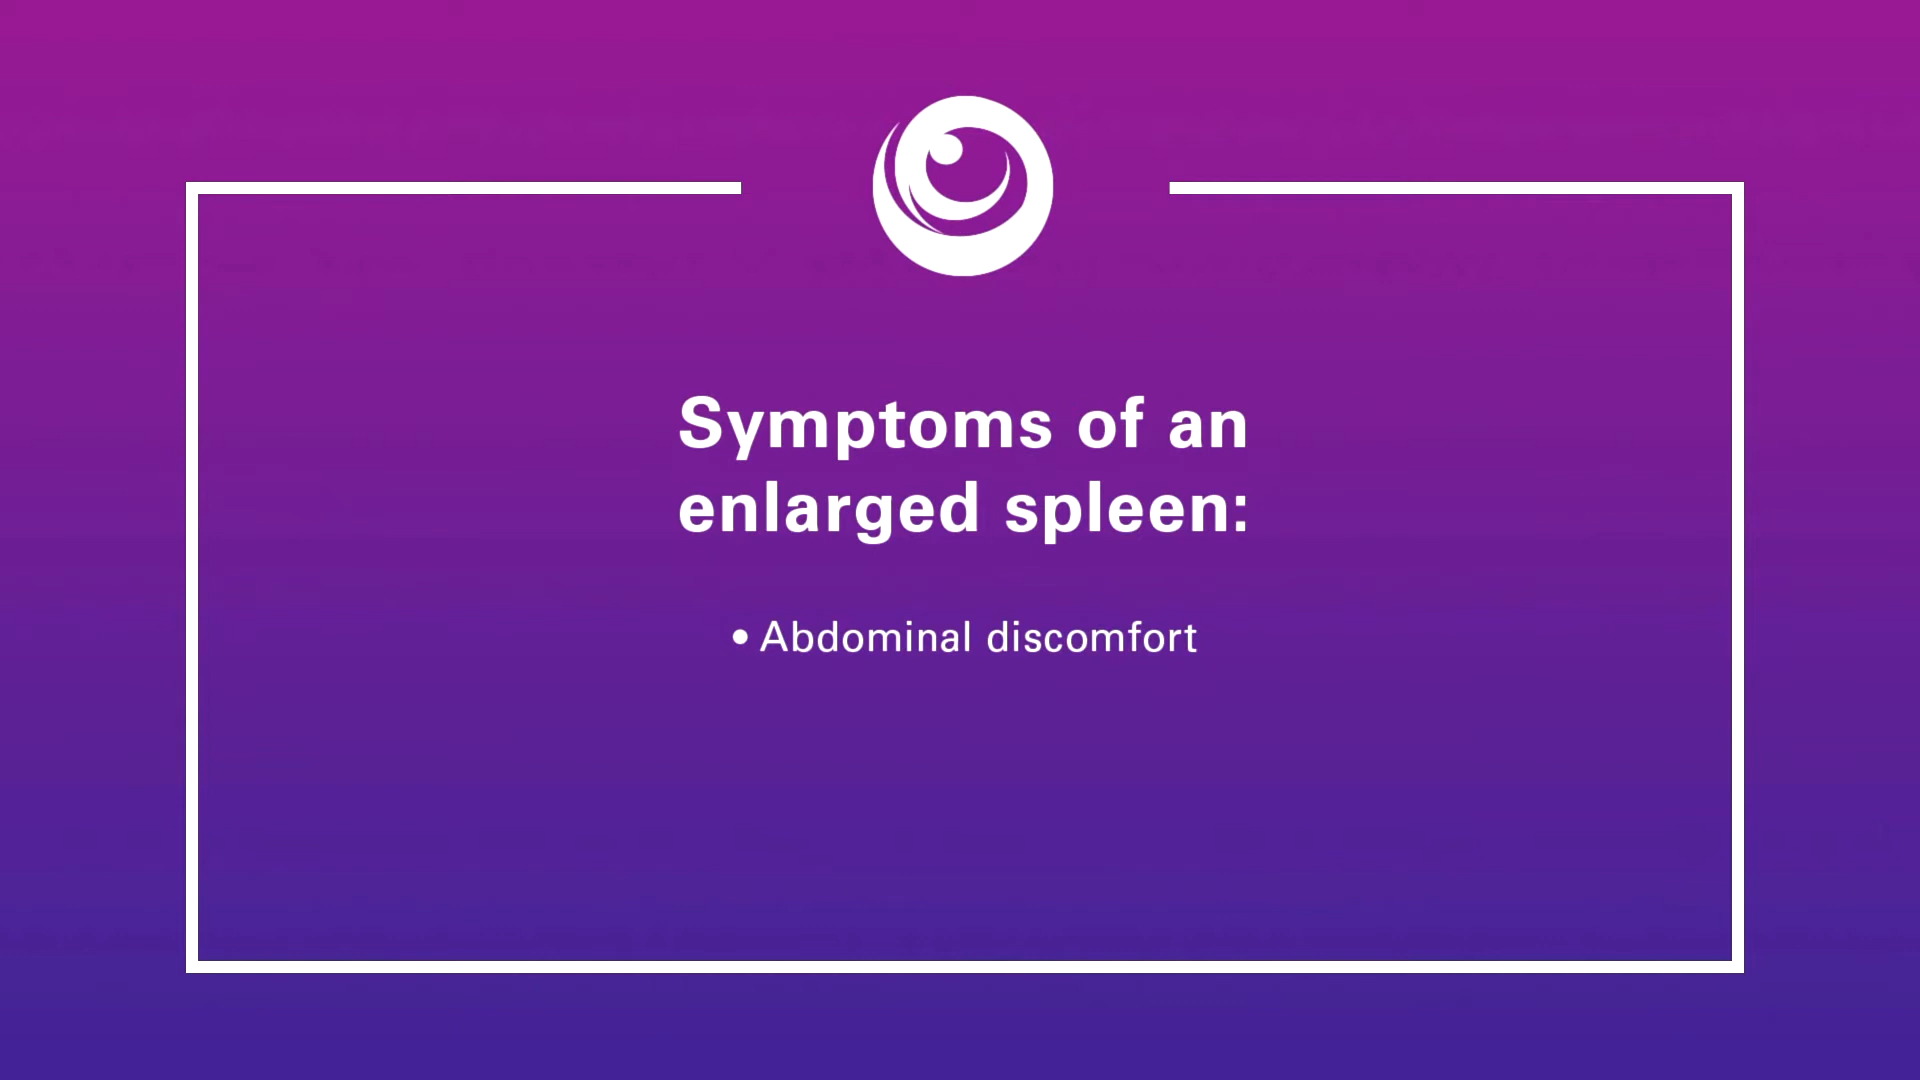 Symptoms of an
enlarged spleen:
• Abdominal discomfort